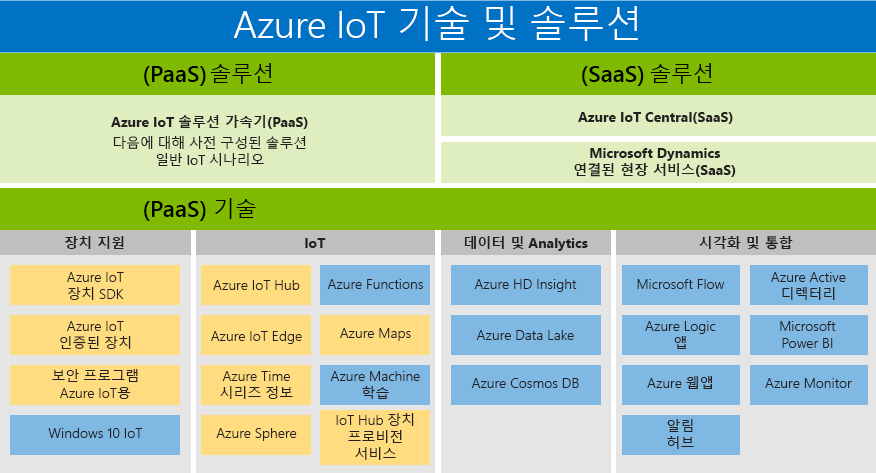 Azure IoT 기술 및 솔루션
(PaaS) 솔루션
(SaaS) 솔루션
Azure IoT 솔루션 가속기(PaaS)
다음에 대해 사전 구성된 솔루션
일반 IoT 시나리오
Azure IoT Central(SaaS)
Microsoft Dynamics
연결된 현장 서비스(SaaS)
(PaaS) 기술
장치 지원
IoT
데이터 및 Analytics
시각화 및 통합
Azure IoT
장치 SDK
Azure IoT
인증된 장치
보안 프로그램
Azure IoT용
Windows 10 IoT
Azure IoT Hub
Azure Functions
Azure IoT Edge
Azure Maps
Azure Time
시리즈 정보
Azure Machine
학습
Azure Sphere
IoT Hub 장치
프로비전
서비스
Azure HD Insight
Azure Data Lake
Azure Cosmos DB
Microsoft Flow
Azure Active
디렉터리
Azure Logic
앱
Microsoft
Power BI
Azure 웹앱
Azure Monitor
알림
허브